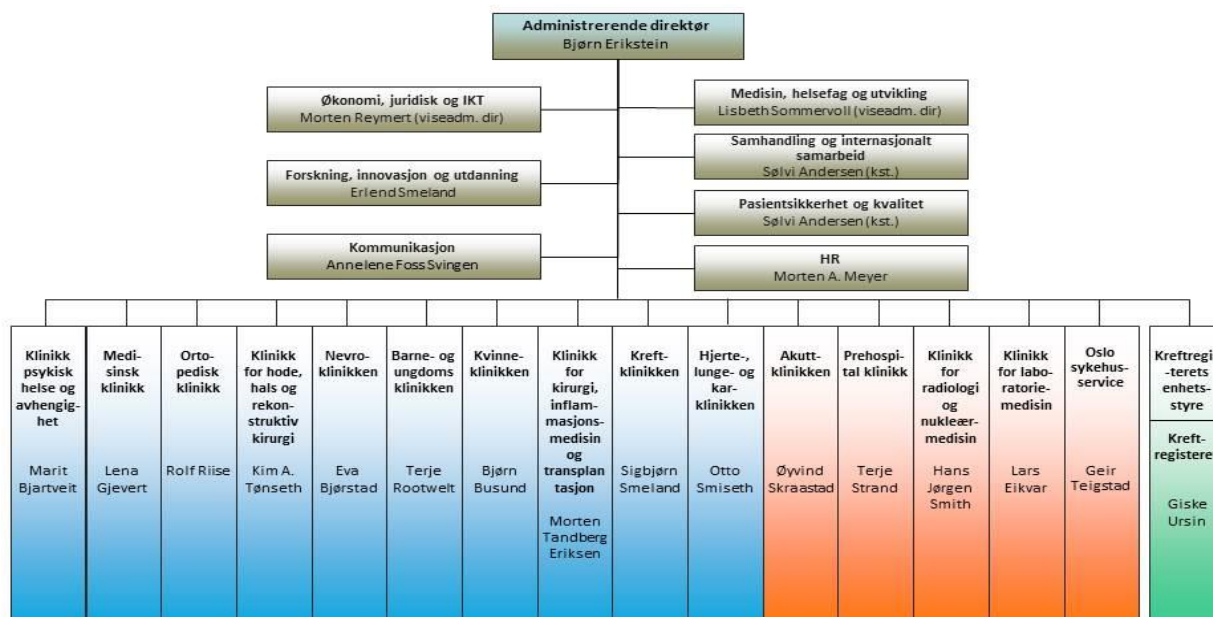 Administrerende direktør
Bjørn Erikstein
Økonomi, juridisk og IKT
Morten Reymert (viseadm. dir)
Medisin, helsefag og utvikling
Lisbeth Sommervoll (viseadm. dir)
Samhandling og internasjonalt
samarbeid
Sølvi Andersen (kst.)
Forskning, innovasjon og utdanning
Erlend Smeland
Pasientsikkerhet og kvalitet
Sølvi Andersen (kst.)
Kommunikasjon
Annelene Foss Svingen
HR
Morten A. Meyer
Klinikk
psykisk
helse og
avhengig-
het
Marit
Bjartveit
Medi-
sinsk
klinikk
Lena
Gjevert
Orto-
pedisk
klinikk
Rolf Riise
Klinikk
for hode,
hals og
rekon-
struktiv
kirurgi
Kim A.
Tønseth
Nevro-
klinikken
Eva
Bjørstad
Barne- og
ungdoms
klinikken
Terje
Rootwelt
Kvinne-
klinikken
Bjørn
Busund
Klinikk
for
kirurgi,
inflam-
masjons-
medisin
og
transplan
tasjon
Morten
Tandberg
Eriksen
Kreft-
klinikken
Sigbjørn
Smeland
Hjerte-,
lunge- og
kar-
klinikken
Otto
Smiseth
Akutt-
klinikken
Øyvind
Skraastad
Prehospi-
tal klinikk
Terje
Strand
Klinikk
for
radiologi
og
nukleær-
medisin
Hans
Jørgen
Smith
Klinikk
for labo-
ratorie-
medisin
Lars
Eikvar
Oslo
sykehus-
service
Geir
Teigstad
Kreftregi
-terets
enhets-
styre
Kreft-
registere
Giske
Ursin